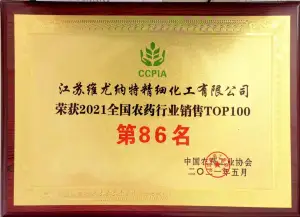 CCPIA
江苏维尤纳特精细化工有限公司
荣获2021全国农药行业销售TOP100
第86名
中国农药工业协会
二〇二一年五月